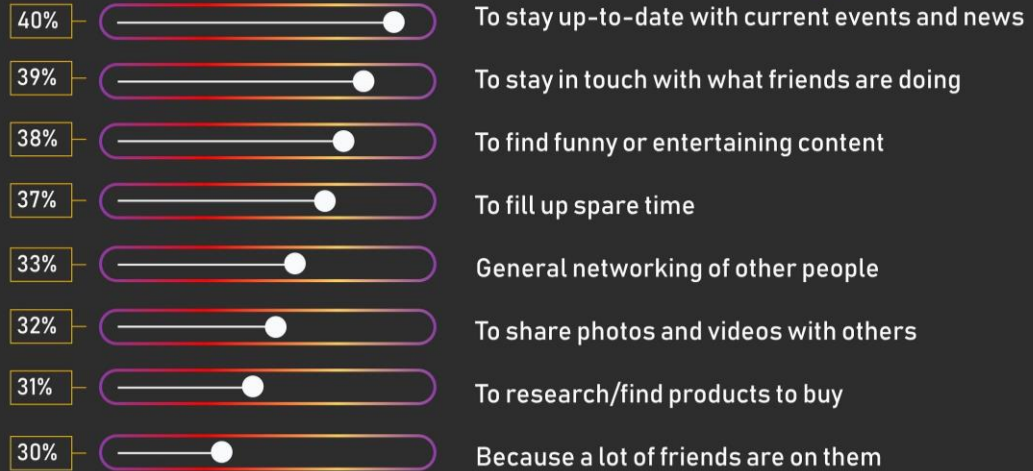 40% To stay up-to-date with current events and news
39% To stay in touch with what friends are doing
38% To find funny or entertaining content
37% To fill up spare time
33% General networking of other people
32% To share photos and videos with others
31% To research/find products to buy
30% Because a lot of friends are on them